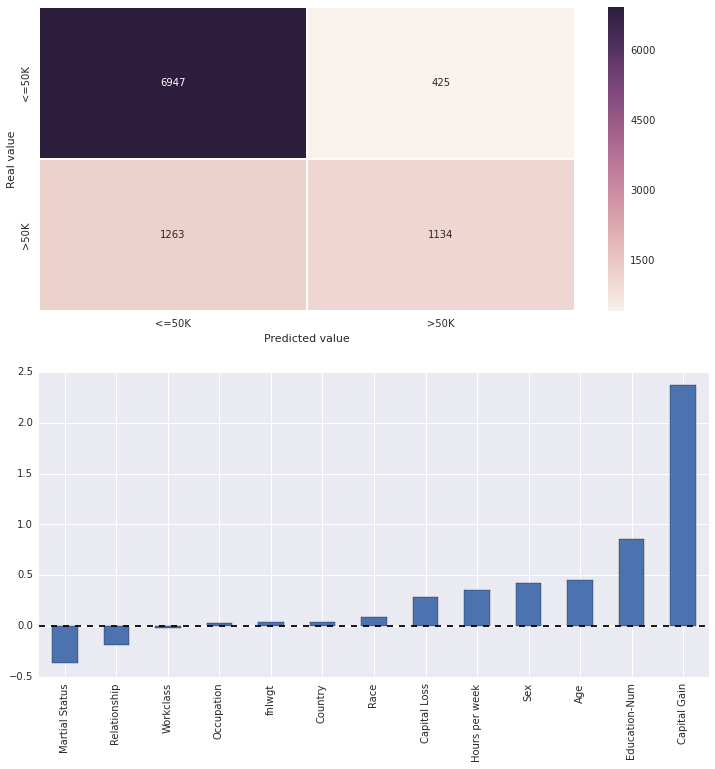 6947
425
1263
1134
<=50K
>50K
Real value
<=50K
>50K
Predicted value
6000
4500
3000
1500
2.5
2.0
1.5
1.0
0.5
0.0
−0.5
Martial Status
Relationship
Workclass
Occupation
fnlwgt
Country
Race
Capital Loss
Hours per week
Sex
Age
Education-Num
Capital Gain